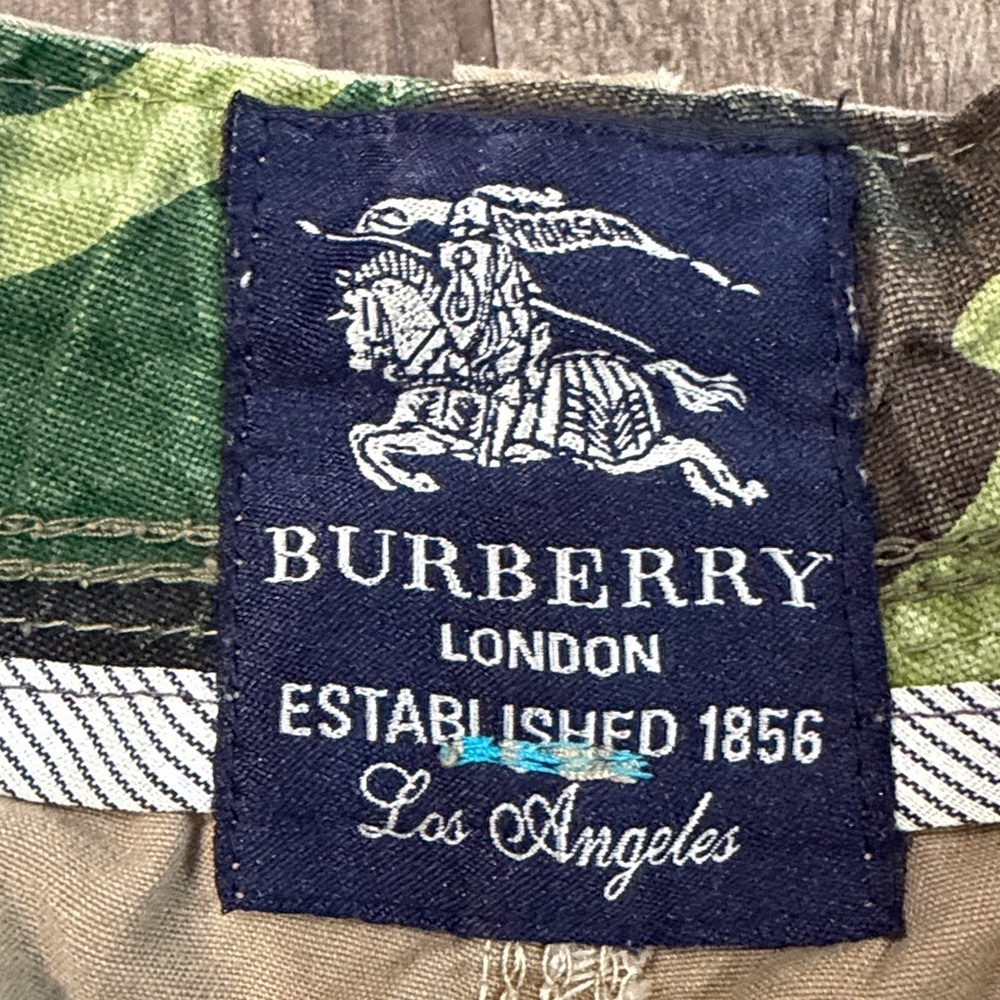 PRORSUM
BURBERRY
LONDON
ESTABLISHED 1856
Los Angeles